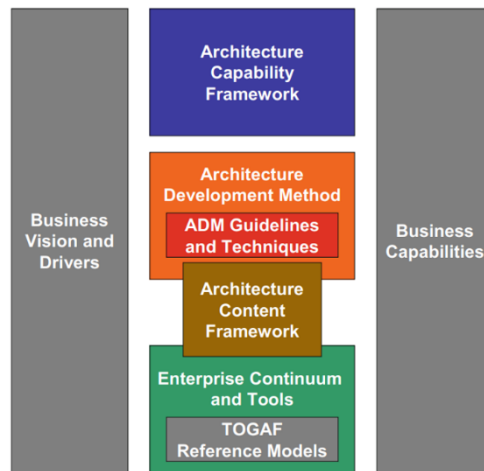 Architecture
Capability
Framework
Architecture
Development Method
ADM Guidelines
and Techniques
Business
Vision and
Drivers
Business
Capabilities
Architecture
Content
Framework
Enterprise Continuum
and Tools
TOGAF
Reference Models